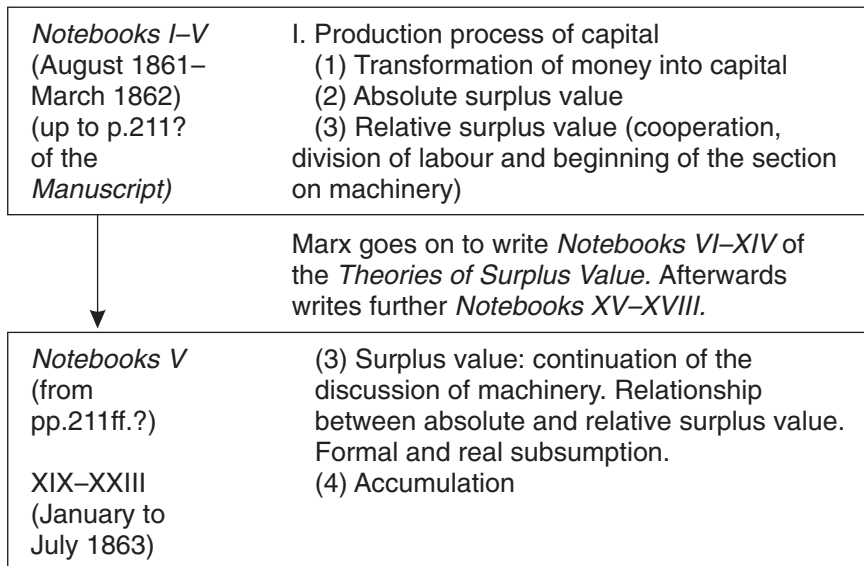 Notebooks I–V
(August 1861–
March 1862)
(up to p.211?
of the
Manuscript)
I. Production process of capital
(1) Transformation of money into capital
(2) Absolute surplus value
(3) Relative surplus value (cooperation,
division of labour and beginning of the section
on machinery)
Marx goes on to write Notebooks VI–XIV of
the Theories of Surplus Value. Afterwards
writes further Notebooks XV–XVIII.
Notebooks V
(from
pp.211ff.?)
XIX–XXIII
(January to
July 1863)
(3) Surplus value: continuation of the
discussion of machinery. Relationship
between absolute and relative surplus value.
Formal and real subsumption.
(4) Accumulation